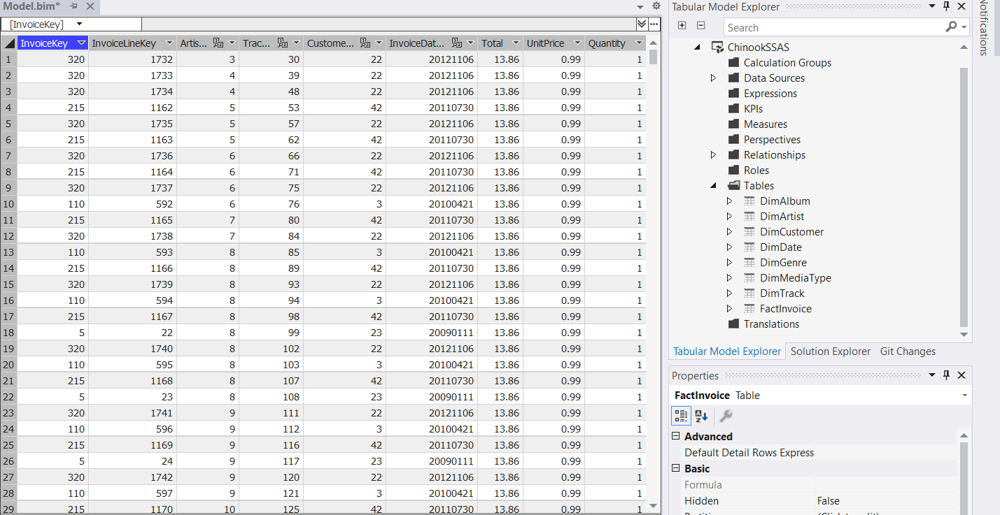 Model.bim*
[InvoiceKey]
InvoiceKey InvoiceLineKey Artis... Trac... Custome... InvoiceDat... Total UnitPrice Quantity
1 320 1732 3 30 22 20121106 13.86 0.99 1
2 320 1733 4 39 22 20121106 13.86 0.99 1
3 320 1734 4 48 22 20121106 13.86 0.99 1
4 215 1162 5 53 42 20110730 13.86 0.99 1
5 320 1735 5 57 22 20121106 13.86 0.99 1
6 215 1163 5 62 42 20110730 13.86 0.99 1
7 320 1736 6 66 22 20121106 13.86 0.99 1
8 215 1164 6 71 42 20110730 13.86 0.99 1
9 320 1737 6 75 22 20121106 13.86 0.99 1
10 110 592 6 76 3 20100421 13.86 0.99 1
11 215 1165 7 80 42 20110730 13.86 0.99 1
12 320 1738 7 84 22 20121106 13.86 0.99 1
13 110 593 8 85 3 20100421 13.86 0.99 1
14 215 1166 8 89 42 20110730 13.86 0.99 1
15 320 1739 8 93 22 20121106 13.86 0.99 1
16 110 594 8 94 3 20100421 13.86 0.99 1
17 215 1167 8 98 42 20110730 13.86 0.99 1
18 5 22 8 99 23 20090111 13.86 0.99 1
19 320 1740 8 102 22 20121106 13.86 0.99 1
20 110 595 8 103 3 20100421 13.86 0.99 1
21 215 1168 8 107 42 20110730 13.86 0.99 1
22 5 23 8 108 23 20090111 13.86 0.99 1
23 320 1741 9 111 22 20121106 13.86 0.99 1
24 110 596 9 112 3 20100421 13.86 0.99 1
25 215 1169 9 116 42 20110730 13.86 0.99 1
26 5 24 9 117 23 20090111 13.86 0.99 1
27 320 1742 9 120 22 20121106 13.86 0.99 1
28 110 597 9 121 3 20100421 13.86 0.99 1
29 215 1170 10 125 42 20110730 13.86 0.99 1
Tabular Model Explorer
Search
ChinookSSAS
Calculation Groups
Data Sources
Expressions
KPIs
Measures
Perspectives
Relationships
Roles
Tables
DimAlbum
DimArtist
DimCustomer
DimDate
DimGenre
DimMediaType
DimTrack
FactInvoice
Translations
Tabular Model Explorer Solution Explorer Git Changes
Properties
FactInvoice Table
Advanced
Default Detail Rows Express
Basic
Formula
Hidden False
Notifications